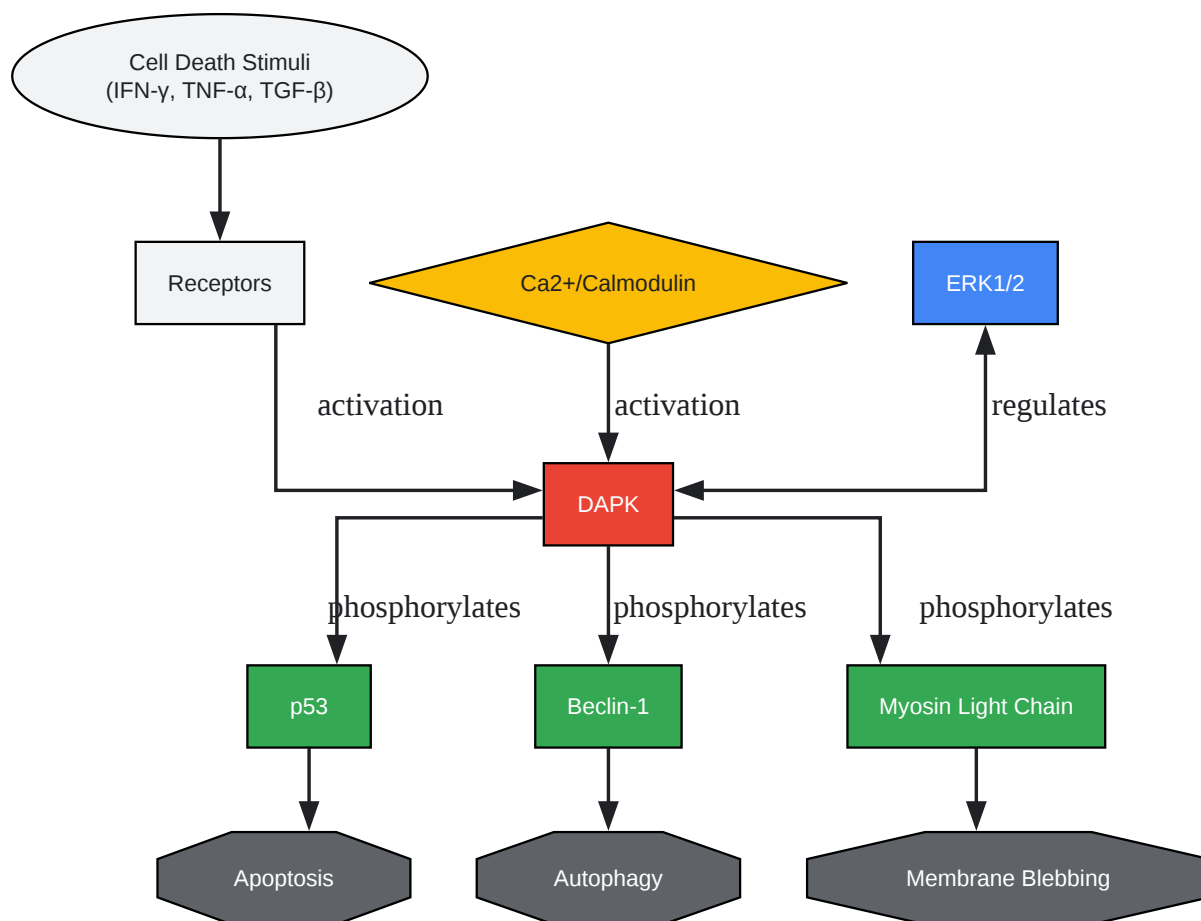 Cell Death Stimuli
(IFN-γ, TNF-α, TGF-β)
Receptors
Ca2+/Calmodulin
ERK1/2
activation
activation
regulates
DAPK
phosphorylates
phosphorylates
phosphorylates
p53
Beclin-1
Myosin Light Chain
Apoptosis
Autophagy
Membrane Blebbing